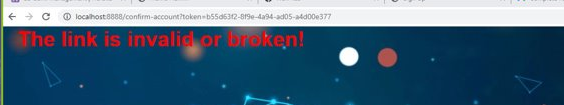 localhost:8888/confirm-account?token=b55d63f2-8f9e-4a94-ad05-a4d00e377
The link is invalid or broken!